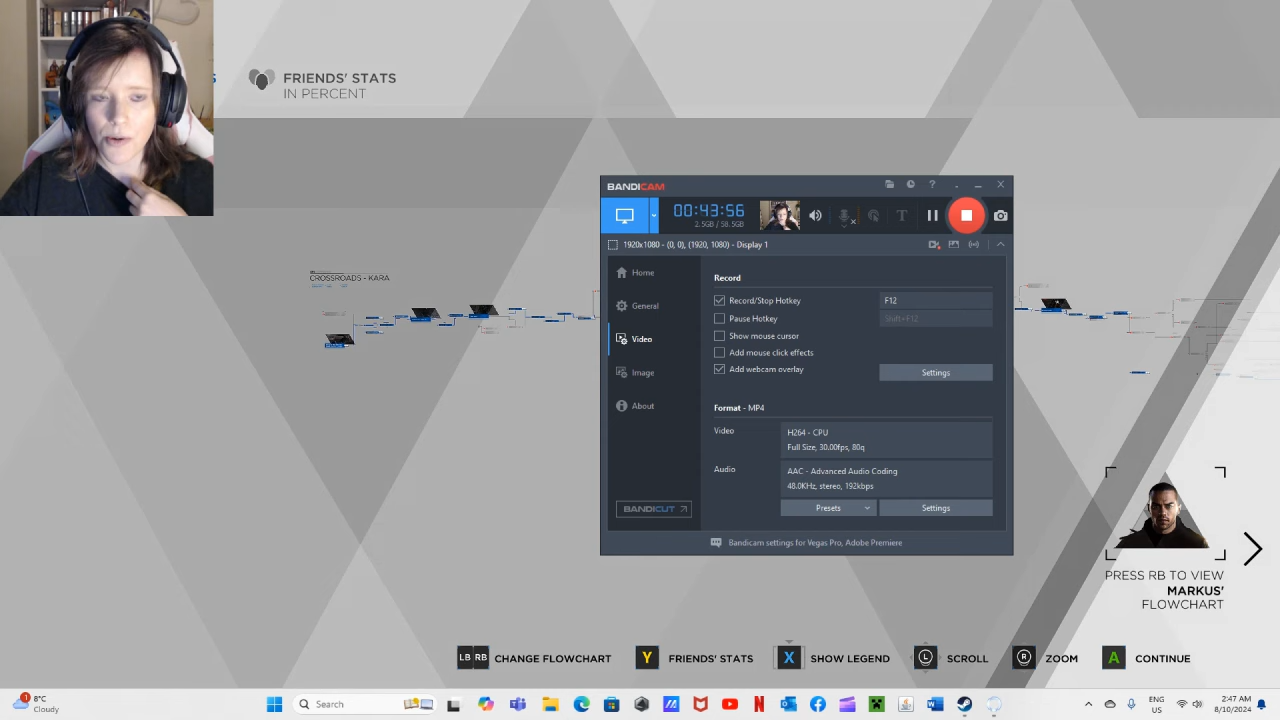 S
FRIENDS' STATS
IN PERCENT
CROSSROADS - KARA
BANDICAM
00:43:56
2.5GB / 58.5GB
1920x1080 - (0, 0), (1920, 1080) - Display 1
Home
General
Video
Image
About
BANDICUT
Record
Record/Stop Hotkey
F12
Pause Hotkey
Shift+F12
Show mouse cursor
Add mouse click effects
Add webcam overlay
Settings
Format - MP4
Video
H264 - CPU
Full Size, 30.00fps, 80q
Audio
AAC - Advanced Audio Coding
48.0KHz, stereo, 192kbps
Presets
Settings
Bandicam settings for Vegas Pro, Adobe Premiere
PRESS RB TO VIEW
MARKUS'
FLOWCHART
LB RB CHANGE FLOWCHART
Y FRIENDS' STATS
X SHOW LEGEND
L SCROLL
R ZOOM
A CONTINUE
1
8°C
Cloudy
Search
ENG
US
2:47 AM
8/10/2024